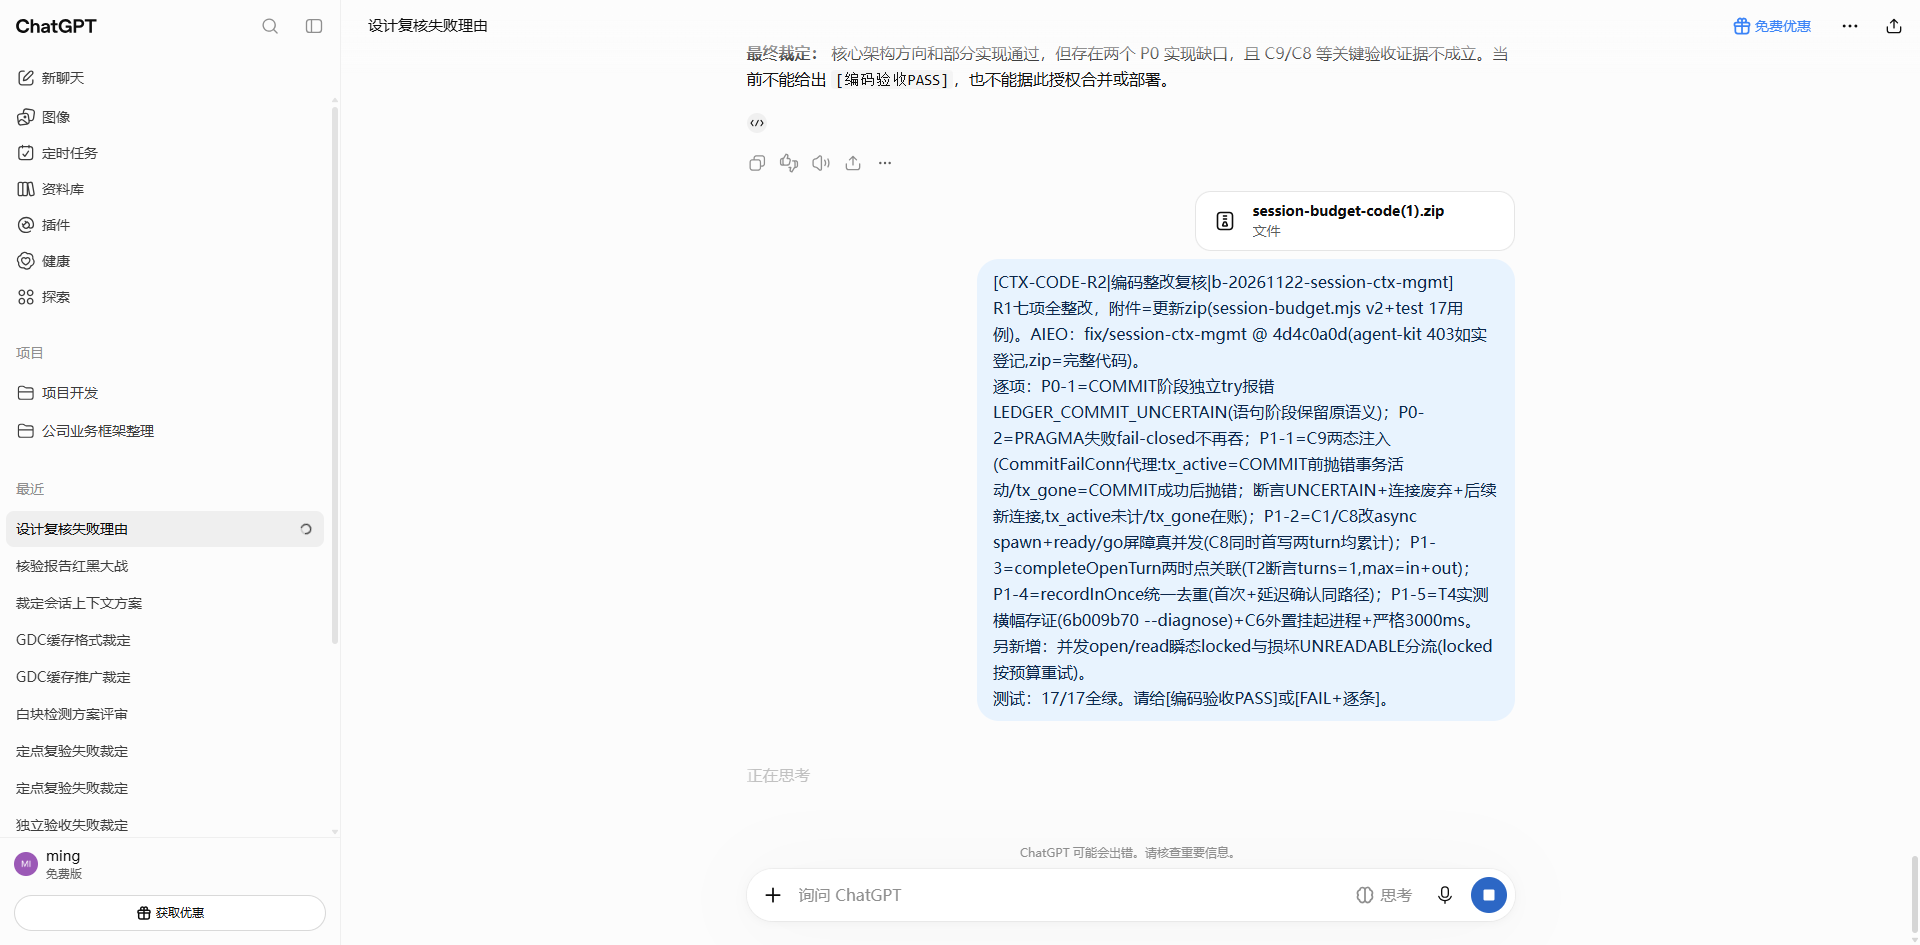 ChatGPT
新聊天
图像
定时任务
资料库
插件
健康
探索
项目
项目开发
公司业务框架整理
最近
设计复核失败理由
核验报告红黑大战
裁定会话上下文方案
GDC缓存格式裁定
GDC缓存推广裁定
白块检测方案评审
定点复验失败裁定
定点复验失败裁定
独立验收失败裁定
MI
ming
免费版
获取优惠
设计复核失败理由
免费优惠
最终裁定： 核心架构方向和部分实现通过，但存在两个 P0 实现缺口，且 C9/C8 等关键验收证据不成立。当
前不能给出 [编码验收PASS]，也不能据此授权合并或部署。
session-budget-code(1).zip
文件
[CTX-CODE-R2|编码整改复核|b-20261122-session-ctx-mgmt]
R1七项全整改，附件=更新zip(session-budget.mjs v2+test 17用
例)。AIEO：fix/session-ctx-mgmt @ 4d4c0a0d(agent-kit 403如实
登记,zip=完整代码)。
逐项：P0-1=COMMIT阶段独立try报错
LEDGER_COMMIT_UNCERTAIN(语句阶段保留原语义)；P0-
2=PRAGMA失败fail-closed不再吞；P1-1=C9两态注入
(CommitFailConn代理:tx_active=COMMIT前抛错事务活
动/tx_gone=COMMIT成功后抛错；断言UNCERTAIN+连接废弃+后续
新连接,tx_active未计/tx_gone在账)；P1-2=C1/C8改async
spawn+ready/go屏障真并发(C8同时首写两turn均累计)；P1-
3=completeOpenTurn两时点关联(T2断言turns=1,max=in+out)；
P1-4=recordInOnce统一去重(首次+延迟确认同路径)；P1-5=T4实测
横幅存证(6b009b70 --diagnose)+C6外置挂起进程+严格3000ms。
另新增：并发open/read瞬态locked与损坏UNREADABLE分流(locked
按预算重试)。
测试：17/17全绿。请给[编码验收PASS]或[FAIL+逐条]。
正在思考
ChatGPT 可能会出错。请核查重要信息。
询问 ChatGPT
思考